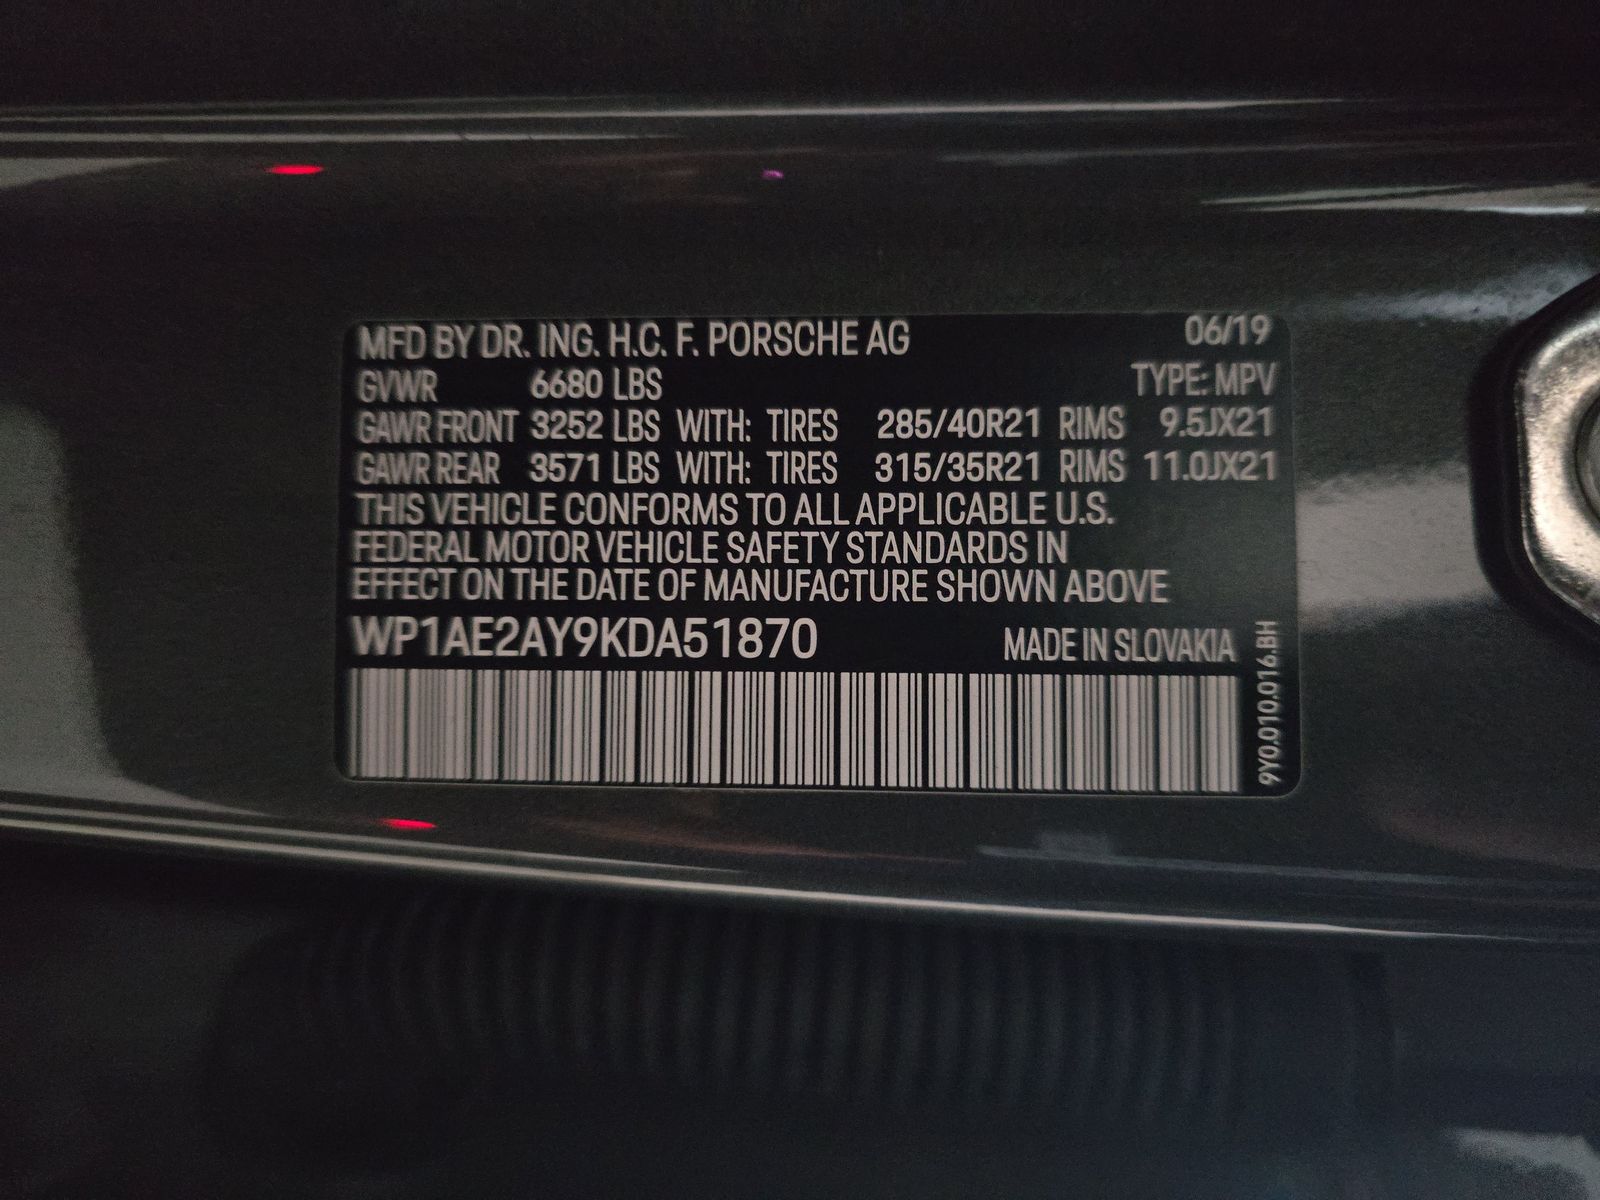 MFD BY DR. ING. H.C. F. PORSCHE AG 06/19
GVWR 6680 LBS TYPE: MPV
GAWR FRONT 3252 LBS WITH: TIRES 285/40R21 RIMS 9.5JX21
GAWR REAR 3571 LBS WITH: TIRES 315/35R21 RIMS 11.0JX21
THIS VEHICLE CONFORMS TO ALL APPLICABLE U.S.
FEDERAL MOTOR VEHICLE SAFETY STANDARDS IN
EFFECT ON THE DATE OF MANUFACTURE SHOWN ABOVE
WP1AE2AY9KDA51870 MADE IN SLOVAKIA
9Y0.010.016.BH